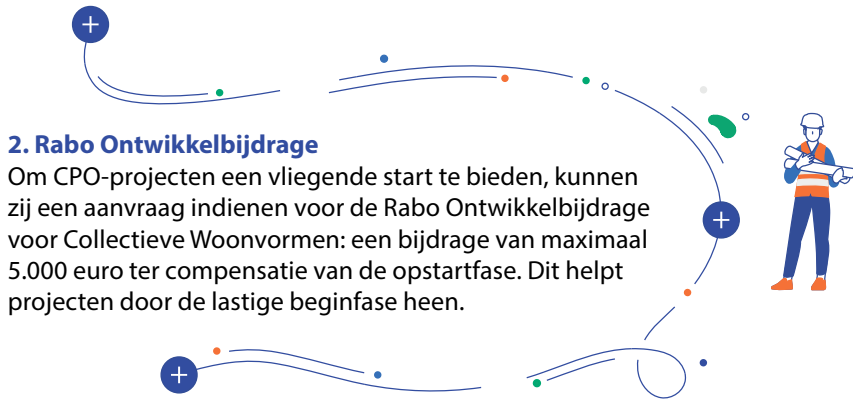 2. Rabo Ontwikkelbijdrage
Om CPO-projecten een vliegende start te bieden, kunnen
zij een aanvraag indienen voor de Rabo Ontwikkelbijdrage
voor Collectieve Woonvormen: een bijdrage van maximaal
5.000 euro ter compensatie van de opstartfase. Dit helpt
projecten door de lastige beginfase heen.